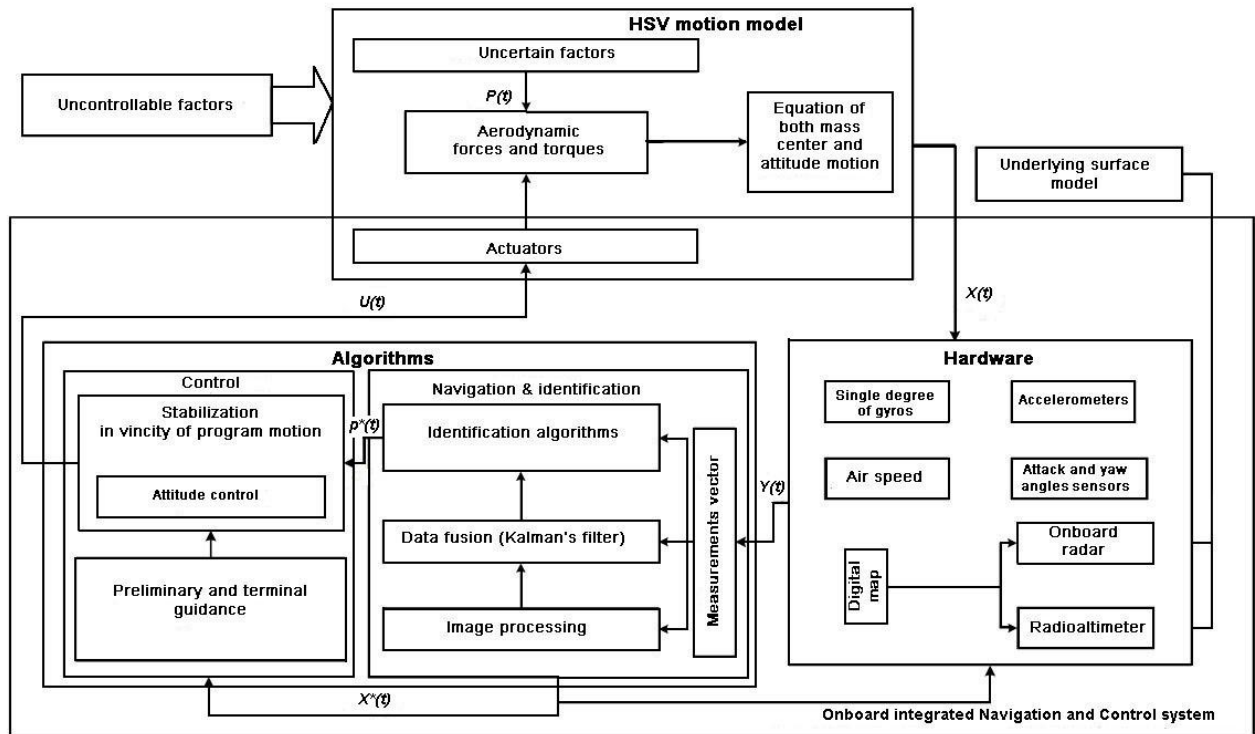 HSV motion model
Uncertain factors
Uncontrollable factors
P(t)
Aerodynamic
forces and torques
Equation of
both mass
center and
attitude motion
Underlying surface
model
Actuators
U(t)
X(t)
Algorithms
Control
Stabilization
in vincity of program motion
Attitude control
Preliminary and terminal
guidance
p*(t)
Navigation & identification
Identification algorithms
Data fusion (Kalman's filter)
Image processing
Measurements vector
Y(t)
Hardware
Single degree
of gyros
Accelerometers
Air speed
Attack and yaw
angles sensors
Digital
map
Onboard
radar
Radioaltimeter
X*(t)
Onboard integrated Navigation and Control system